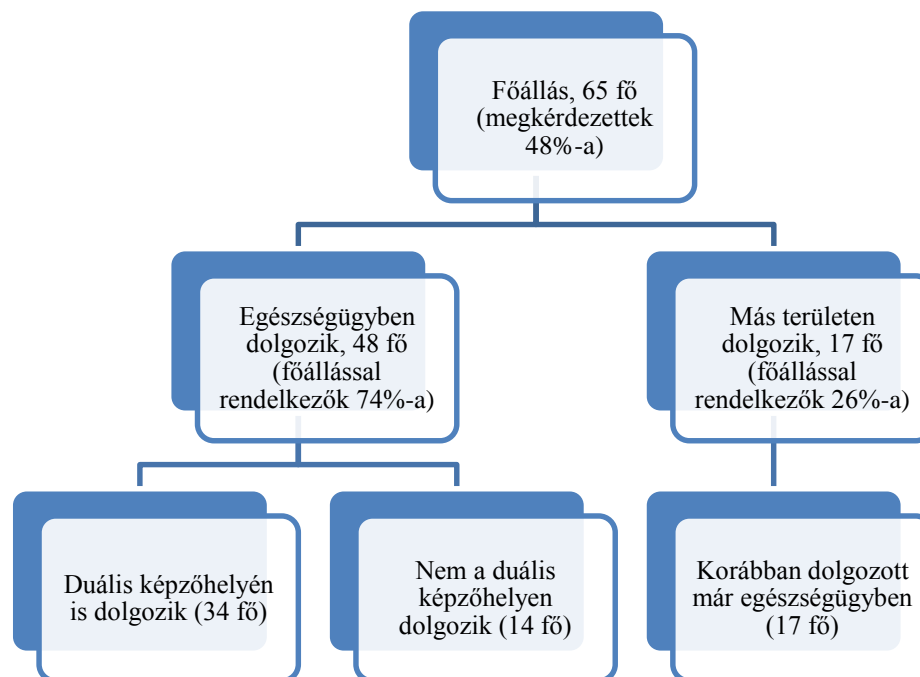 Főállás, 65 fő
(megkérdezettek
48%-a)
Egészségügyben
dolgozik, 48 fő
(főállással
rendelkezők 74%-a)
Más területen
dolgozik, 17 fő
(főállással
rendelkezők 26%-a)
Duális képzőhelyén
is dolgozik (34 fő)
Nem a duális
képzőhelyen
dolgozik (14 fő)
Korábban dolgozott
már egészségügyben
(17 fő)